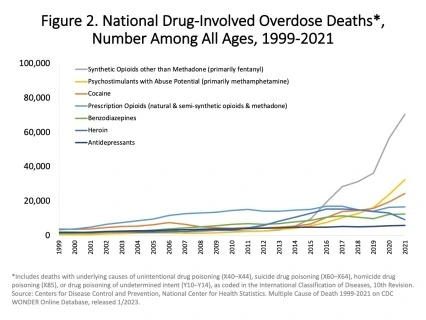 Figure 2. National Drug-Involved Overdose Deaths*,
Number Among All Ages, 1999-2021
100,000
Synthetic Opioids other than Methadone (primarily fentanyl)
Psychostimulants with Abuse Potential (primarily methamphetamine)
80,000
Cocaine
Prescription Opioids (natural & semi-synthetic opioids & methadone)
Benzodiazepines
60,000
Heroin
Antidepressants
40,000
20,000
0
1999 2000 2001 2002 2003 2004 2005 2006 2007 2008 2009 2010 2011 2012 2013 2014 2015 2016 2017 2018 2019 2020 2021
*Includes deaths with underlying causes of unintentional drug poisoning (X40–X44), suicide drug poisoning (X60–X64), homicide drug
poisoning (X85), or drug poisoning of undetermined intent (Y10–Y14), as coded in the International Classification of Diseases, 10th Revision.
Source: Centers for Disease Control and Prevention, National Center for Health Statistics. Multiple Cause of Death 1999-2021 on CDC
WONDER Online Database, released 1/2023.